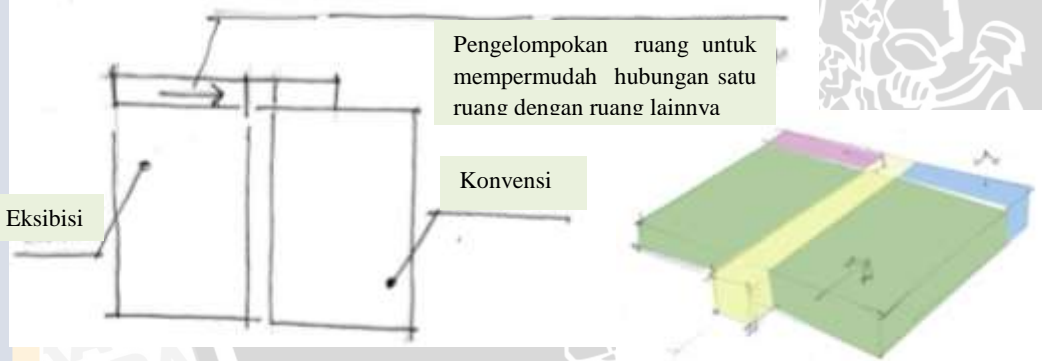 Pengelompokan ruang untuk
mempermudah hubungan satu
ruang dengan ruang lainnya
Konvensi
Eksibisi